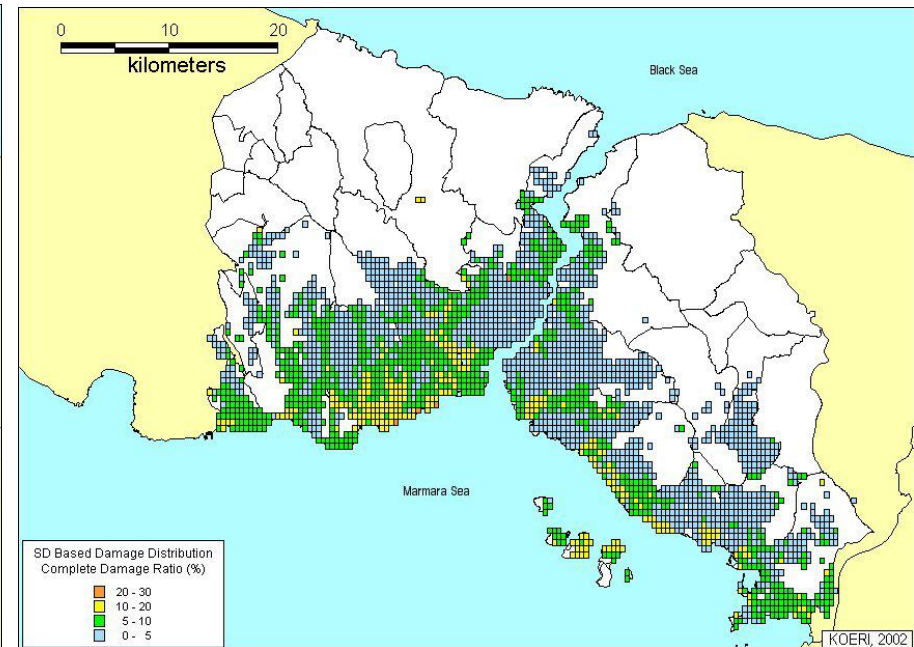 0 10 20
kilometers
Black Sea
Marmara Sea
SD Based Damage Distribution
Complete Damage Ratio (%)
20 - 30
10 - 20
5 - 10
0 - 5
KOERI, 2002